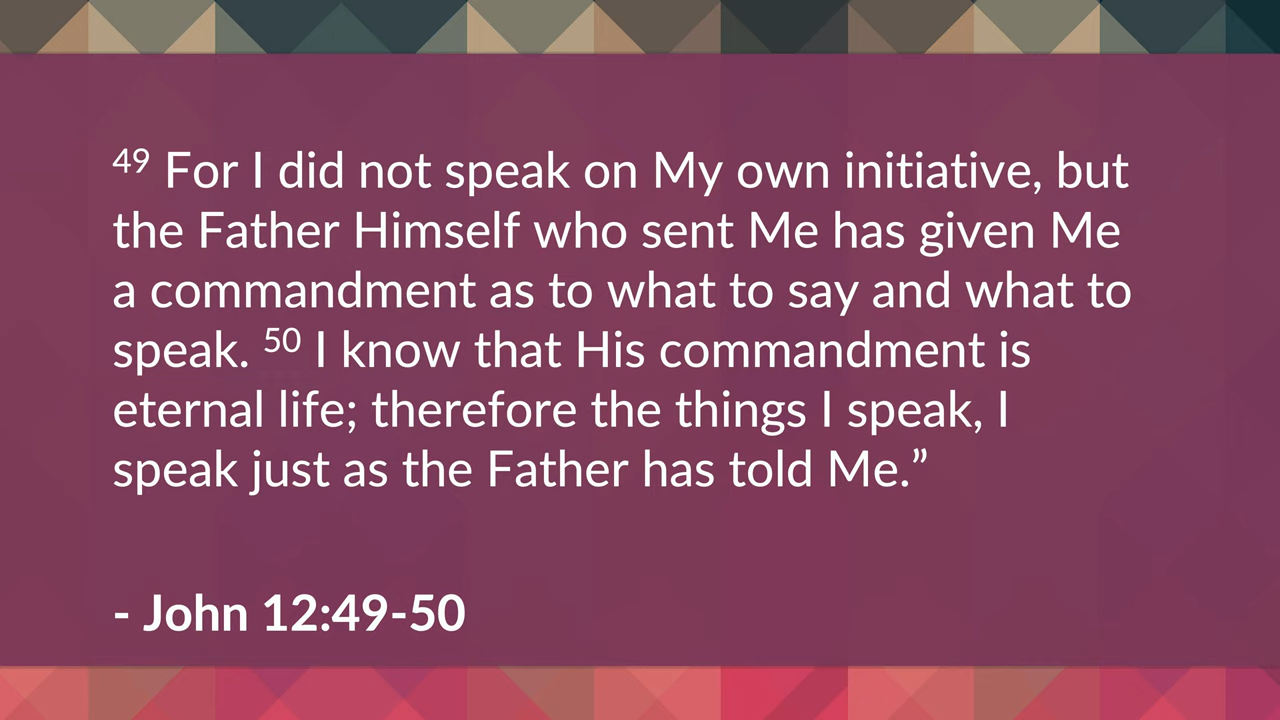 49 For I did not speak on My own initiative, but
the Father Himself who sent Me has given Me
a commandment as to what to say and what to
speak. 50 I know that His commandment is
eternal life; therefore the things I speak, I
speak just as the Father has told Me.”
- John 12:49-50